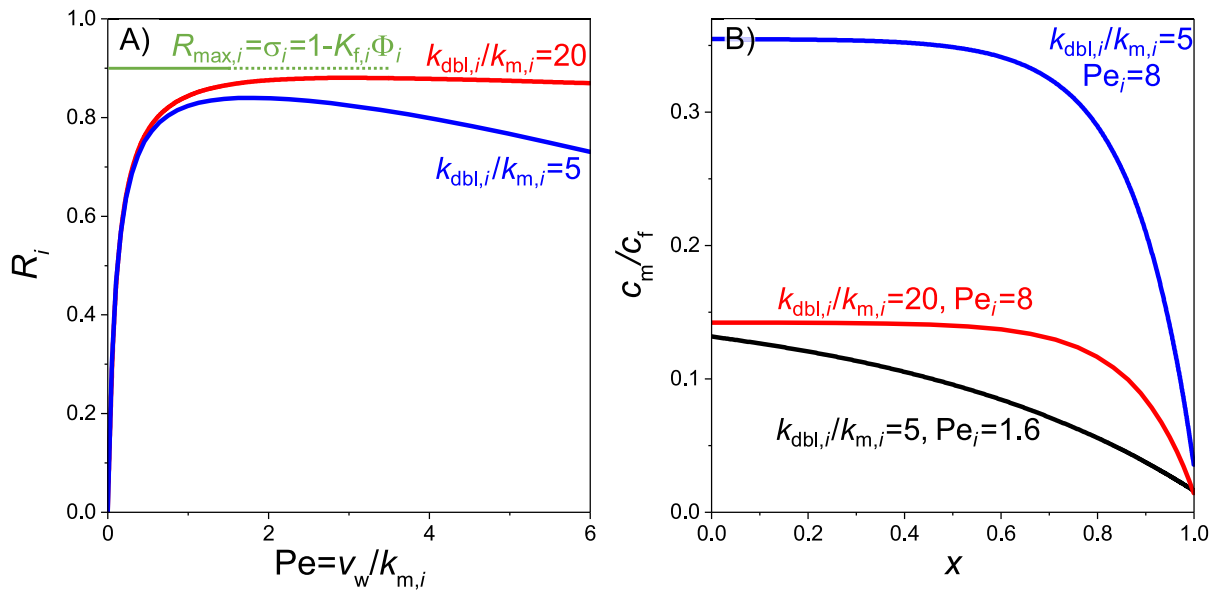 A)
R_max,i=σ_i=1-K_f,iΦ_i
k_dbl,i/k_m,i=20
k_dbl,i/k_m,i=5
1.0
0.8
0.6
0.4
0.2
0.0
R_i
0
2
4
6
Pe=v_w/k_m,i
B)
k_dbl,i/k_m,i=5
Pe_i=8
k_dbl,i/k_m,i=20, Pe_i=8
k_dbl,i/k_m,i=5, Pe_i=1.6
0.3
0.2
0.1
0.0
c_m/c_f
0.0
0.2
0.4
0.6
0.8
1.0
x